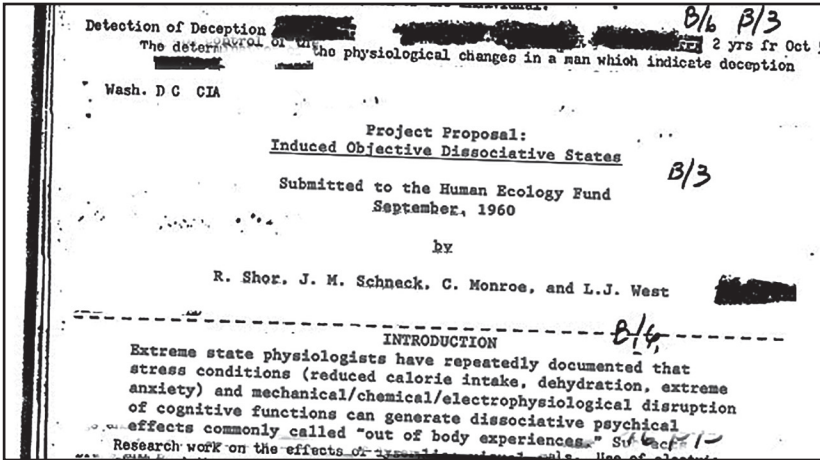 individual.
B/6 B/3
Detection of Deception 2 yrs fr Oct
The determ the physiological changes in a man which indicate deception
Wash. D C CIA
Project Proposal:
Induced Objective Dissociative States
B/3
Submitted to the Human Ecology Fund
September, 1960
by
R. Shor, J. M. Schneck, C. Monroe, and L.J. West
B/6
INTRODUCTION
Extreme state physiologists have repeatedly documented that
stress conditions (reduced calorie intake, dehydration, extreme
anxiety) and mechanical/chemical/electrophysiological disruption
of cognitive functions can generate dissociative psychical
effects commonly called "out of body experiences."
Research work on the effects of Use of